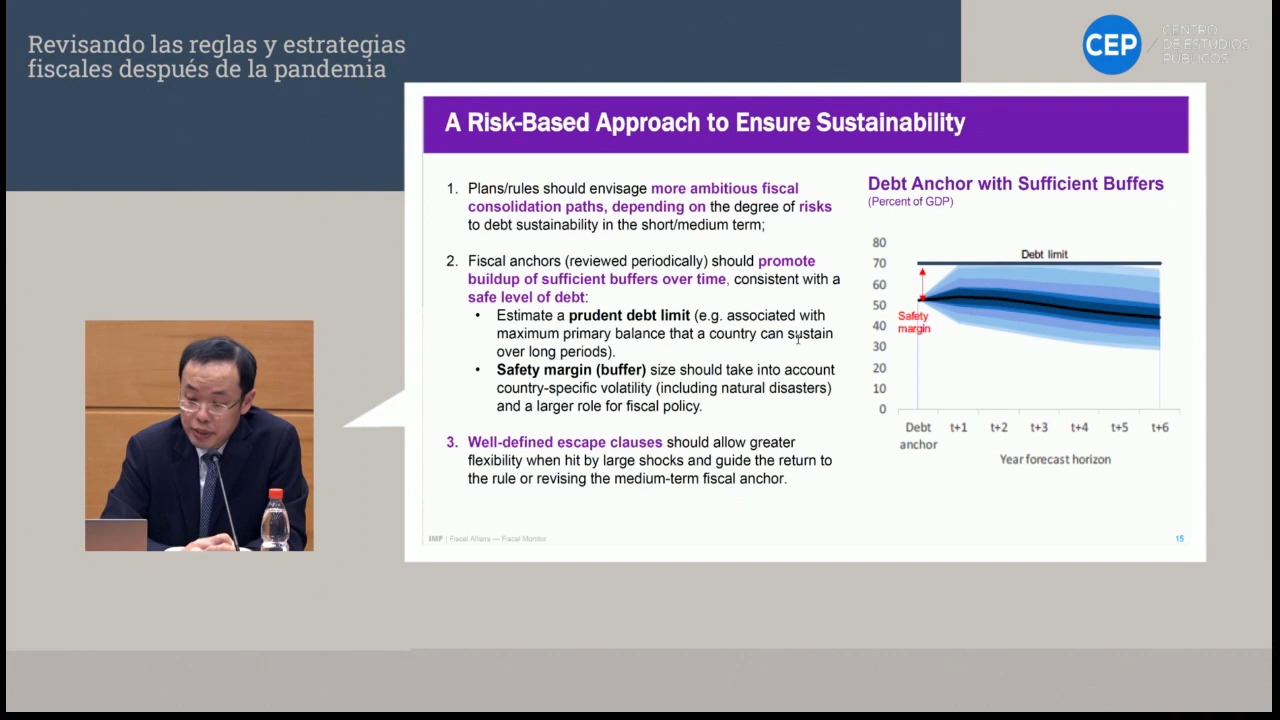 Revisando las reglas y estrategias
fiscales después de la pandemia
CEP
CENTRO
DE ESTUDIOS
PÚBLICOS
A Risk-Based Approach to Ensure Sustainability
1. Plans/rules should envisage more ambitious fiscal
consolidation paths, depending on the degree of risks
to debt sustainability in the short/medium term;
2. Fiscal anchors (reviewed periodically) should promote
buildup of sufficient buffers over time, consistent with a
safe level of debt:
• Estimate a prudent debt limit (e.g. associated with
maximum primary balance that a country can sustain
over long periods).
• Safety margin (buffer) size should take into account
country-specific volatility (including natural disasters)
and a larger role for fiscal policy.
3. Well-defined escape clauses should allow greater
flexibility when hit by large shocks and guide the return to
the rule or revising the medium-term fiscal anchor.
Debt Anchor with Sufficient Buffers
(Percent of GDP)
80
70
60
50
40
30
20
10
0
Debt limit
Safety
margin
Debt
anchor
t+1 t+2 t+3 t+4 t+5 t+6
Year forecast horizon
IMF | Fiscal Affairs — Fiscal Monitor
15